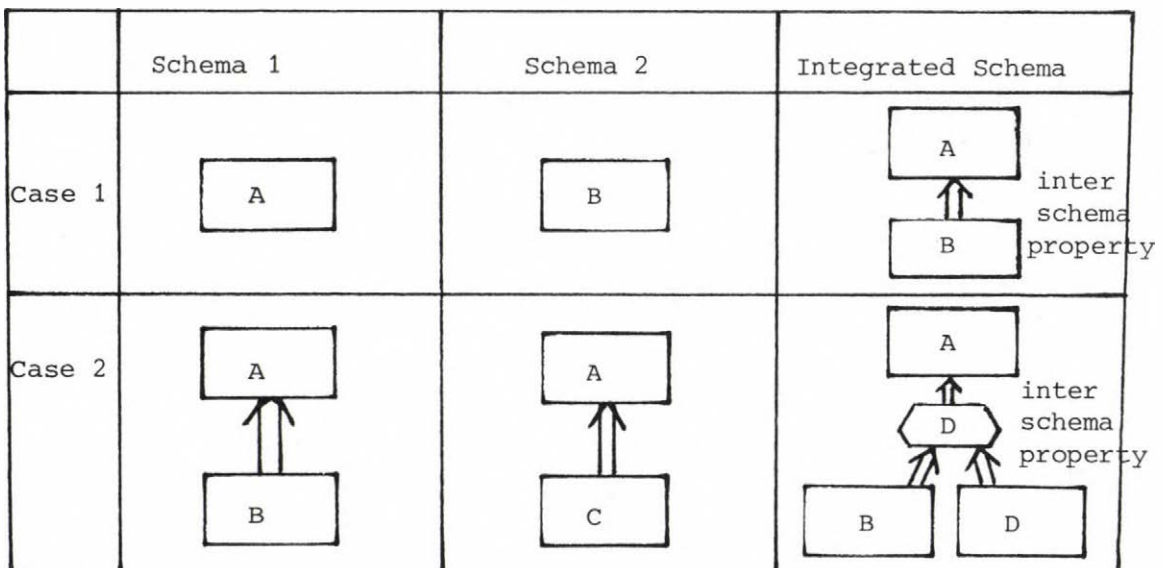 Schema 1 Schema 2 Integrated Schema
Case 1
A
B
A
inter
schema
property
B
Case 2
A
B
A
C
A
inter
schema
property
D
B D